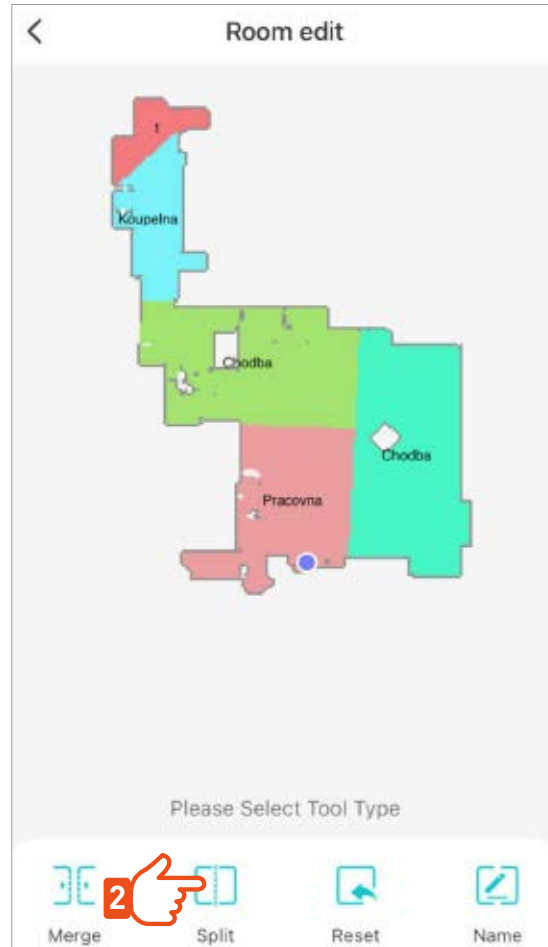 Room edit
1
Koupelna
Chodba
Chodba
Pracovna
Please Select Tool Type
2
Merge
Split
Reset
Name